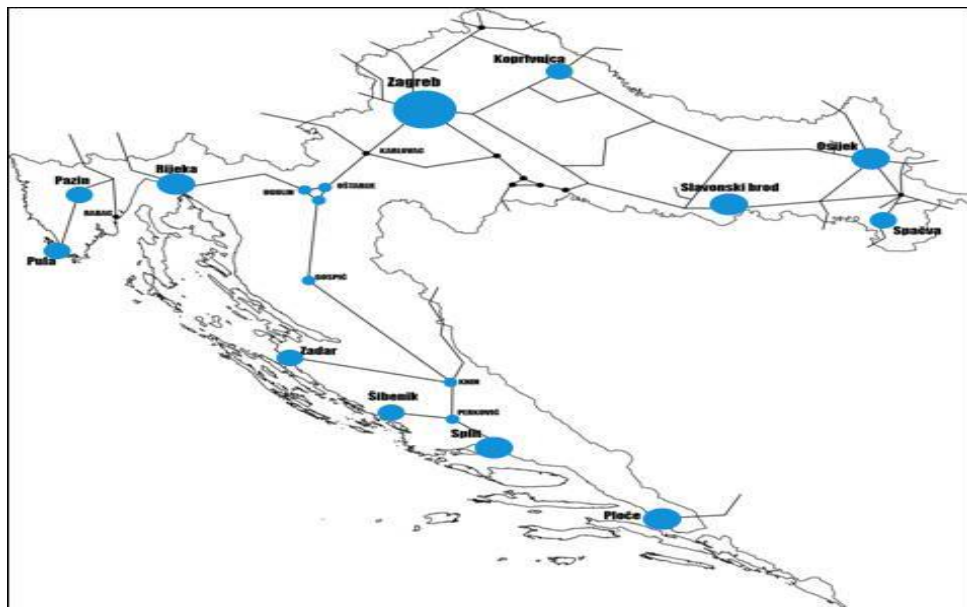 Koprivnica
Zagreb
KARLOVAC
Osijek
Rijeka
Pazin
OGULIN
OŠTARIJE
Slavonski brod
RABAC
Spačva
Pula
GOSPIĆ
Zadar
KNIN
Šibenik
PERKOVIĆ
Split
Ploče